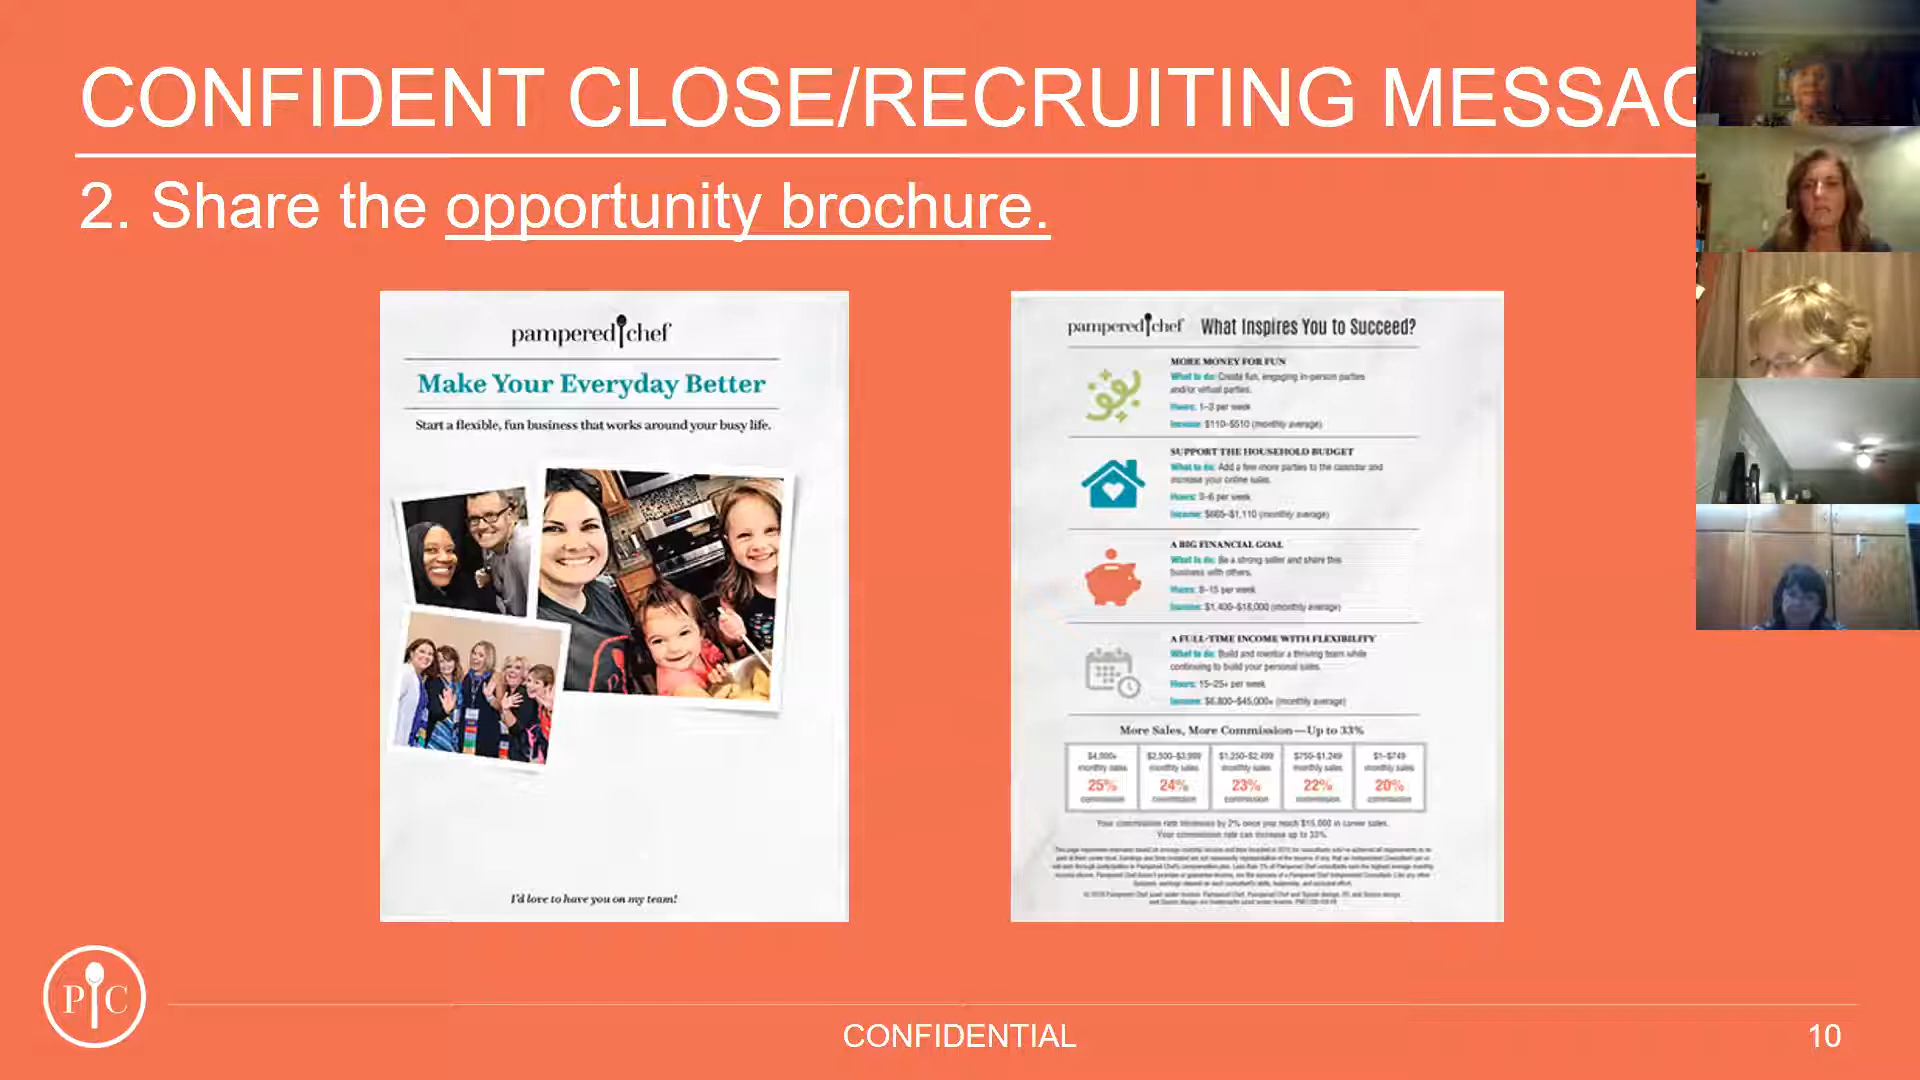 CONFIDENT CLOSE/RECRUITING MESSAG
2. Share the opportunity brochure.
pampered chef
Make Your Everyday Better
Start a flexible, fun business that works around your busy life.
I'd love to have you on my team!
pampered chef What Inspires You to Succeed?
MORE MONEY FOR FUN
What to do: Create fun, engaging in-person parties
and/or virtual parties.
Hours: 1–3 per week
Income: $110–$510 (monthly average)
SUPPORT THE HOUSEHOLD BUDGET
What to do: Add a few more parties to the calendar and
increase your online sales.
Hours: 3–6 per week
Income: $665–$1,110 (monthly average)
A BIG FINANCIAL GOAL
What to do: Be a strong seller and share this
business with others.
Hours: 8–15 per week
Income: $1,400–$18,000 (monthly average)
A FULL-TIME INCOME WITH FLEXIBILITY
What to do: Build and mentor a thriving team while
continuing to build your personal sales.
Hours: 15–25+ per week
Income: $6,800–$45,000+ (monthly average)
More Sales, More Commission—Up to 33%
$4,000+ $2,500–$3,999 $1,250–$2,499 $750–$1,249 $1–$749
monthly sales monthly sales monthly sales monthly sales monthly sales
25% 24% 23% 22% 20%
commission commission commission commission commission
Your commission rate increases by 2% once you reach $15,000 in career sales.
Your commission rate can increase up to 33%.
P C
CONFIDENTIAL
10